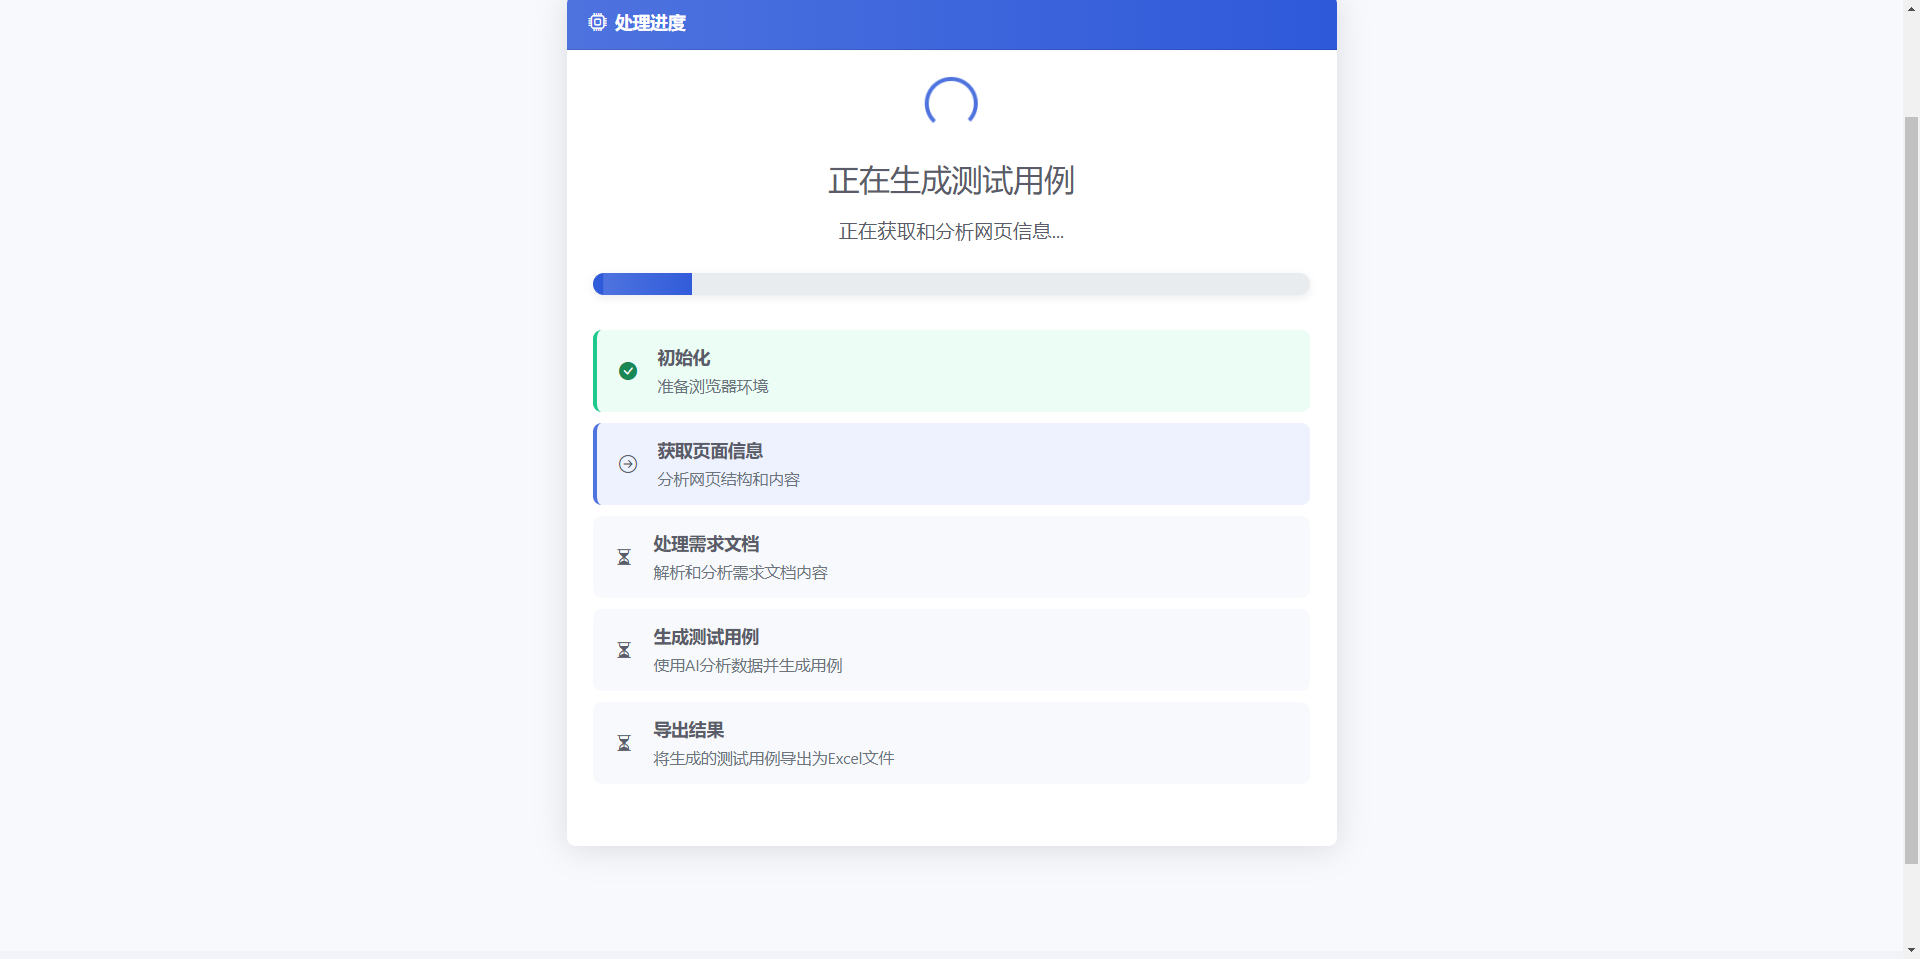 处理进度
正在生成测试用例
正在获取和分析网页信息...
初始化
准备浏览器环境
获取页面信息
分析网页结构和内容
处理需求文档
解析和分析需求文档内容
生成测试用例
使用AI分析数据并生成用例
导出结果
将生成的测试用例导出为Excel文件